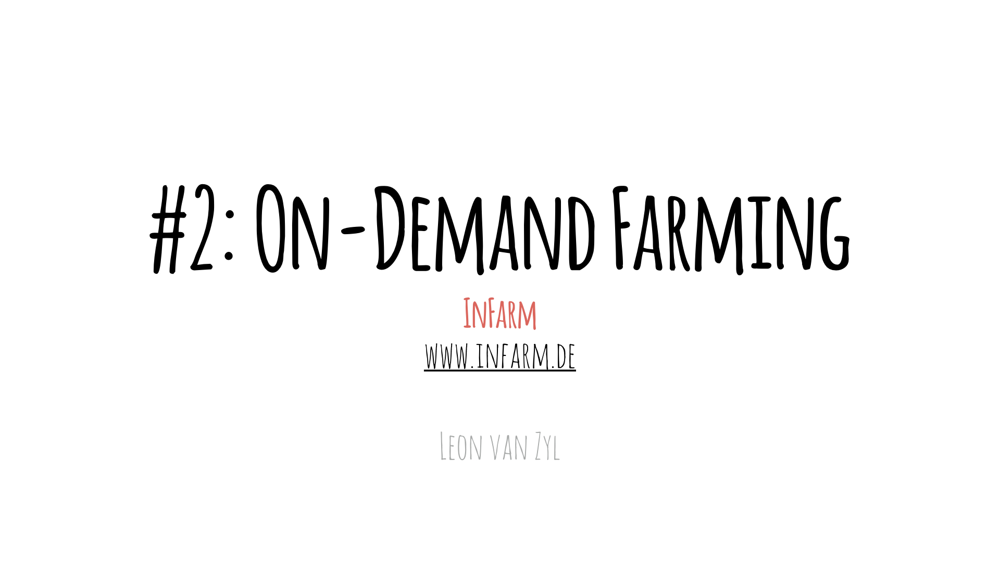 #2: On-Demand Farming
InFarm
www.infarm.de
Leon van Zyl